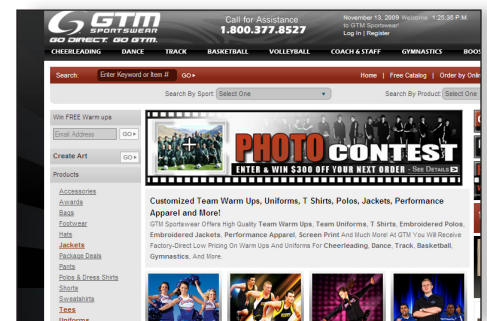 GTM
SPORTSWEAR
GO DIRECT. GO GTM.
Call for Assistance
1.800.377.8527
November 13, 2009 Welcome 1:25:35 P.M.
to GTM Sportswear!
Log In | Register
CHEERLEADING DANCE TRACK BASKETBALL VOLLEYBALL COACH & STAFF GYMNASTICS BOOS
Search: Enter Keyword or Item # GO
Home | Free Catalog | Order by Onli
Search By Sport: Select One
Search By Product: Select One
Win FREE Warm ups
Email Address GO
Create Art GO
Products
Accessories
Awards
Bags
Footwear
Hats
Jackets
Package Deals
Pants
Polos & Dress Shirts
Shorts
Sweatshirts
Tees
Uniforms
PHOTO CONTEST
ENTER & WIN $300 OFF YOUR NEXT ORDER - SEE DETAILS
Customized Team Warm Ups, Uniforms, T Shirts, Polos, Jackets, Performance
Apparel and More!
GTM Sportswear Offers High Quality Team Warm Ups, Team Uniforms, T Shirts, Embroidered Polos,
Embroidered Jackets, Performance Apparel, Screen Print And Much More! At GTM You Will Receive
Factory-Direct Low Pricing On Warm Ups And Uniforms For Cheerleading, Dance, Track, Basketball,
Gymnastics, And More.